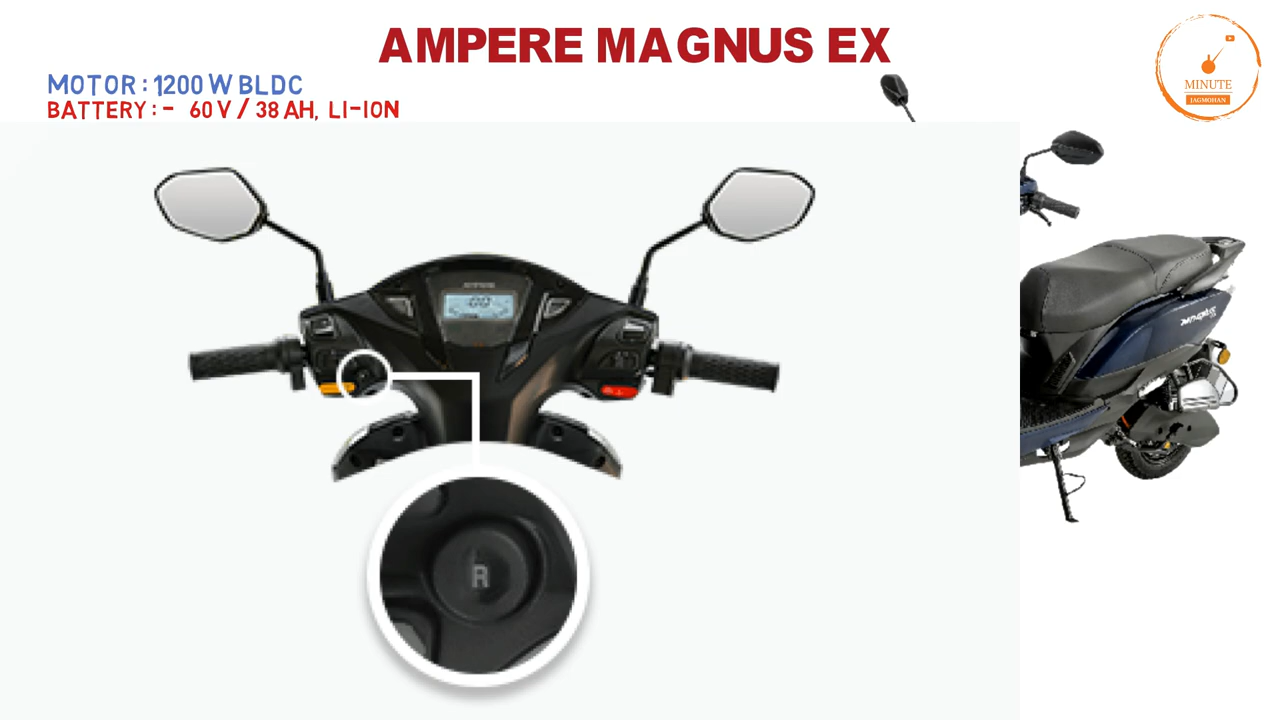 AMPERE MAGNUS EX
MOTOR : 1200 W BLDC
BATTERY : - 60 V / 38 AH, LI-ION
MINUTE
JAGMOHAN
R